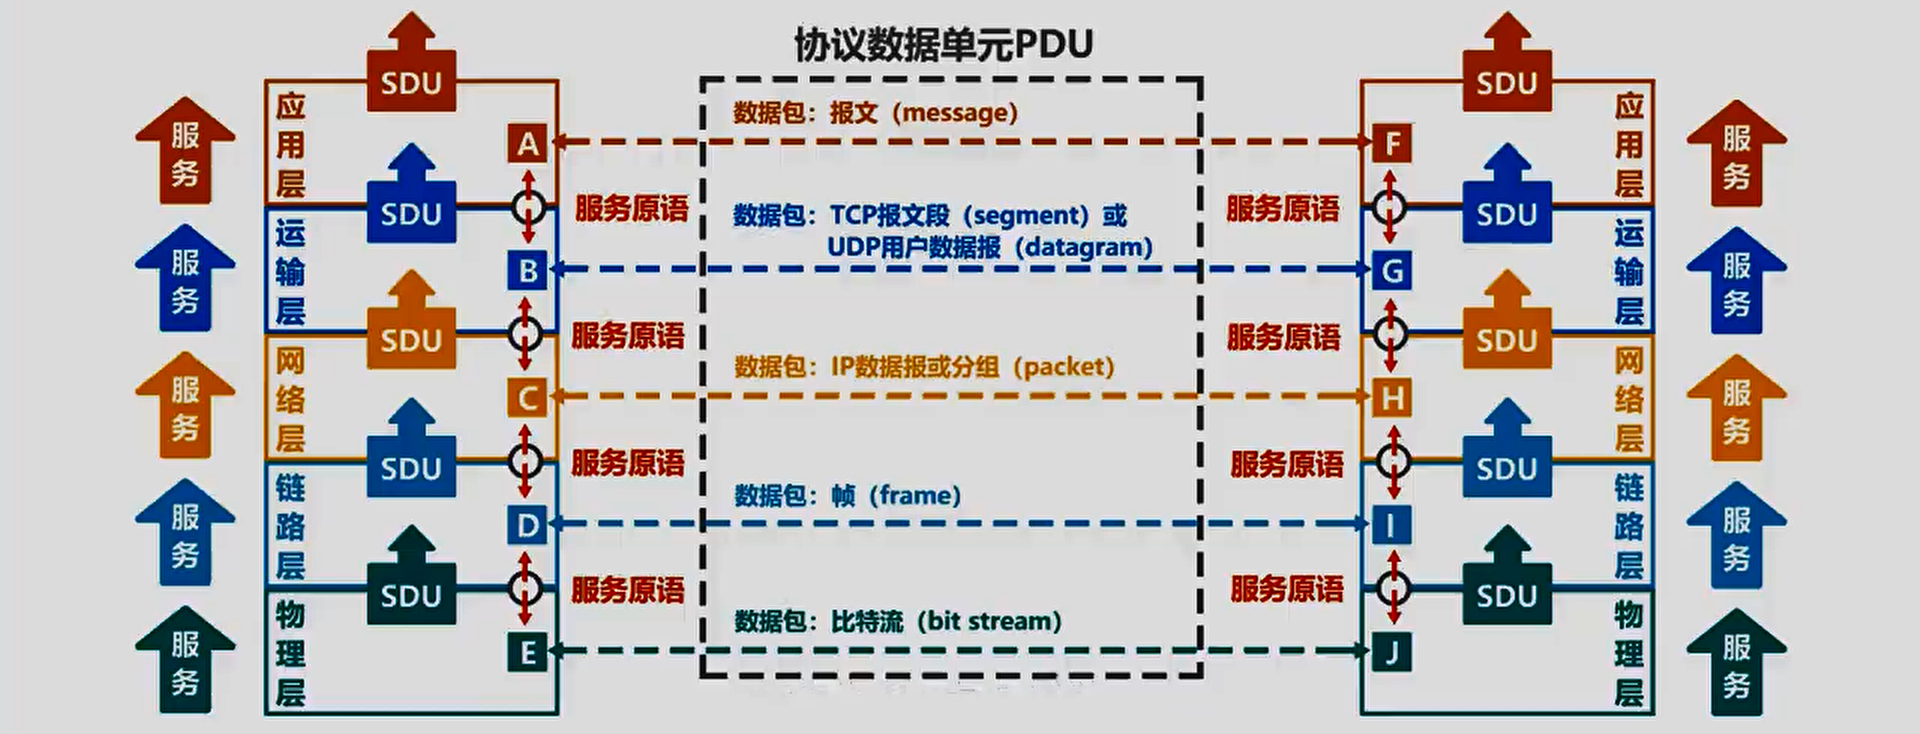 协议数据单元PDU
SDU
SDU
应用层
数据包：报文（message）
应用层
服务
A
F
服务
SDU
服务原语
服务原语
SDU
运输层
数据包：TCP报文段（segment）或
UDP用户数据报（datagram）
运输层
服务
B
G
服务
SDU
服务原语
服务原语
SDU
网络层
数据包：IP数据报或分组（packet）
网络层
服务
C
H
服务
SDU
服务原语
服务原语
SDU
链路层
数据包：帧（frame）
链路层
服务
D
I
服务
SDU
服务原语
服务原语
SDU
物理层
数据包：比特流（bit stream）
物理层
服务
E
J
服务